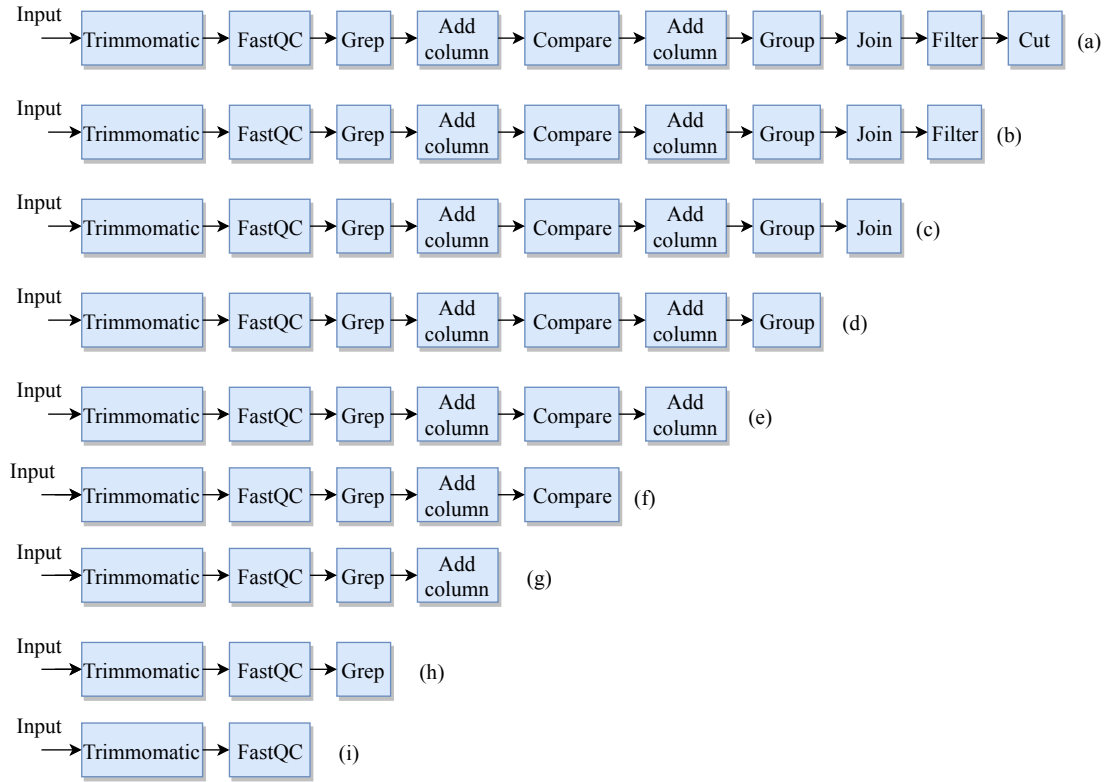 Input
Trimmomatic FastQC Grep Add column Compare Add column Group Join Filter Cut (a)
Input
Trimmomatic FastQC Grep Add column Compare Add column Group Join Filter (b)
Input
Trimmomatic FastQC Grep Add column Compare Add column Group Join (c)
Input
Trimmomatic FastQC Grep Add column Compare Add column Group (d)
Input
Trimmomatic FastQC Grep Add column Compare Add column (e)
Input
Trimmomatic FastQC Grep Add column Compare (f)
Input
Trimmomatic FastQC Grep Add column (g)
Input
Trimmomatic FastQC Grep (h)
Input
Trimmomatic FastQC (i)